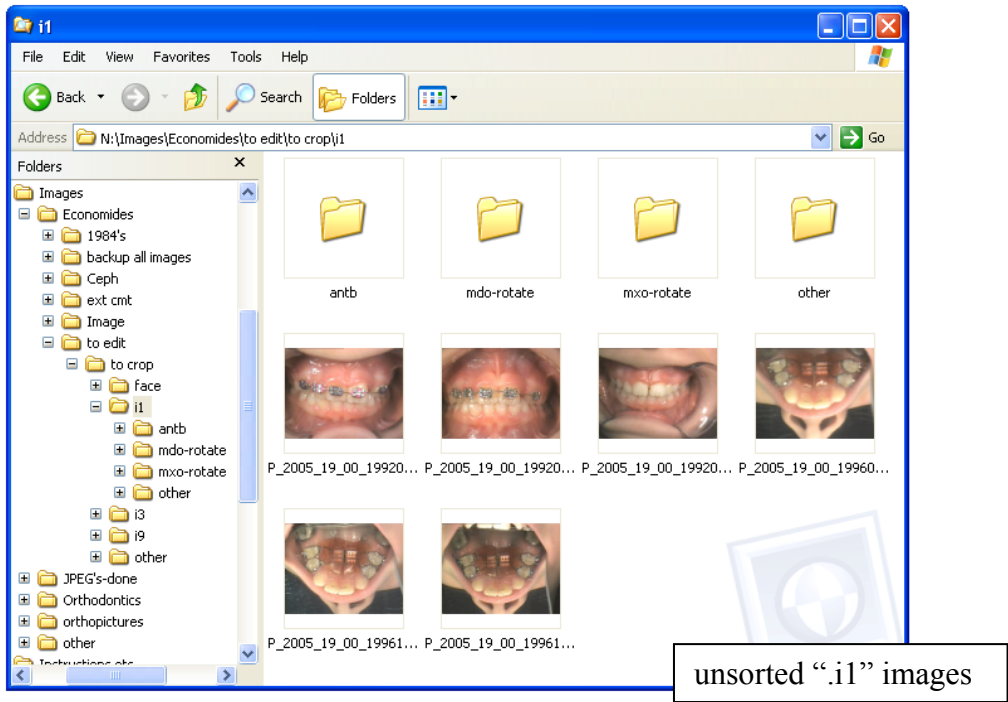 i1
File Edit View Favorites Tools Help
Back Search Folders
Address N:\Images\Economides\to edit\to crop\i1 Go
Folders
Images
Economides
1984's
backup all images
Ceph
ext cmt
Image
to edit
to crop
face
i1
antb
mdo-rotate
mxo-rotate
other
i3
i9
other
JPEG's-done
Orthodontics
orthopictures
other
Instructions etc
antb mdo-rotate mxo-rotate other
P_2005_19_00_19920... P_2005_19_00_19920... P_2005_19_00_19920... P_2005_19_00_19960...
P_2005_19_00_19961... P_2005_19_00_19961...
unsorted “.i1” images